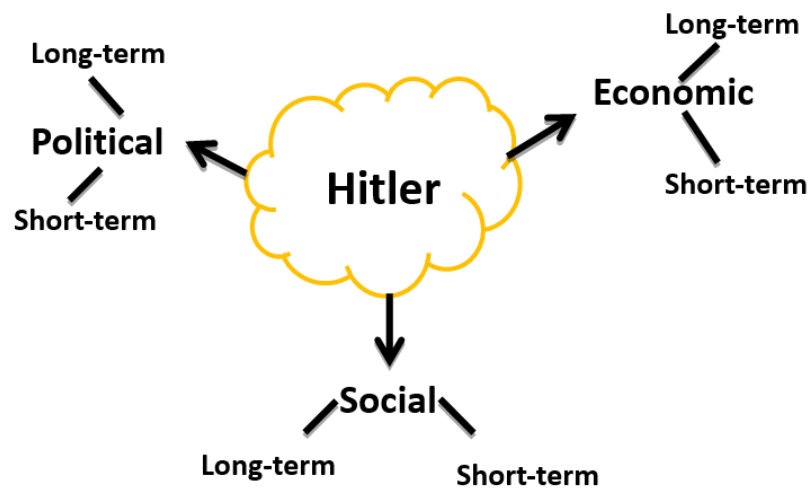 Long-term
Political
Short-term
Hitler
Long-term
Economic
Short-term
Social
Long-term
Short-term